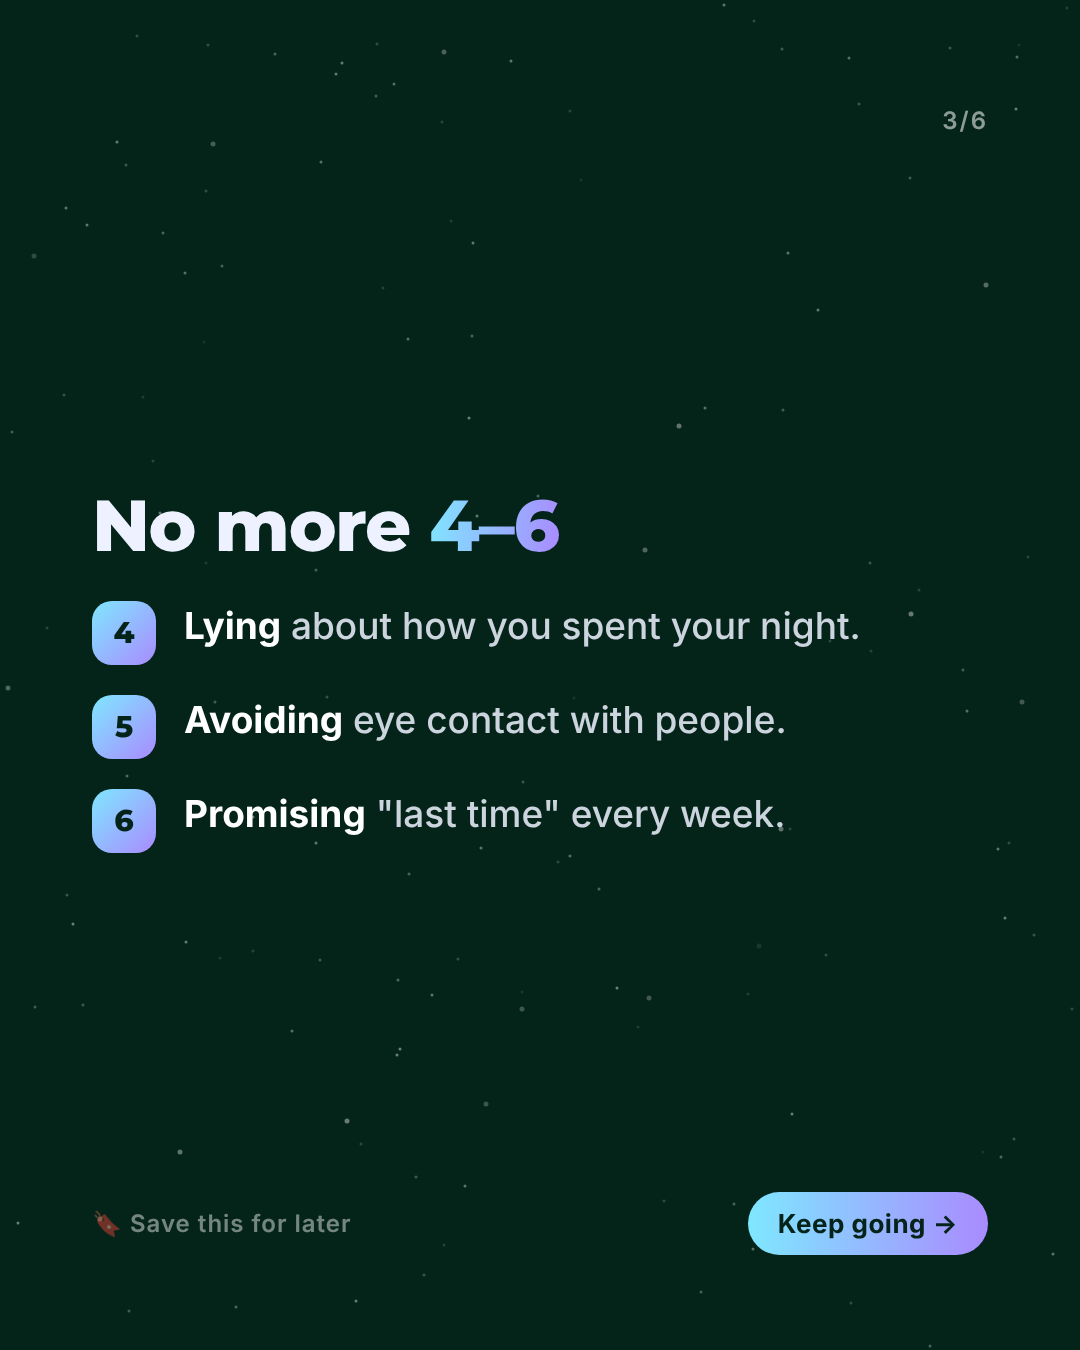 3/6
No more 4–6
4 Lying about how you spent your night.
5 Avoiding eye contact with people.
6 Promising "last time" every week.
🔖 Save this for later
Keep going →